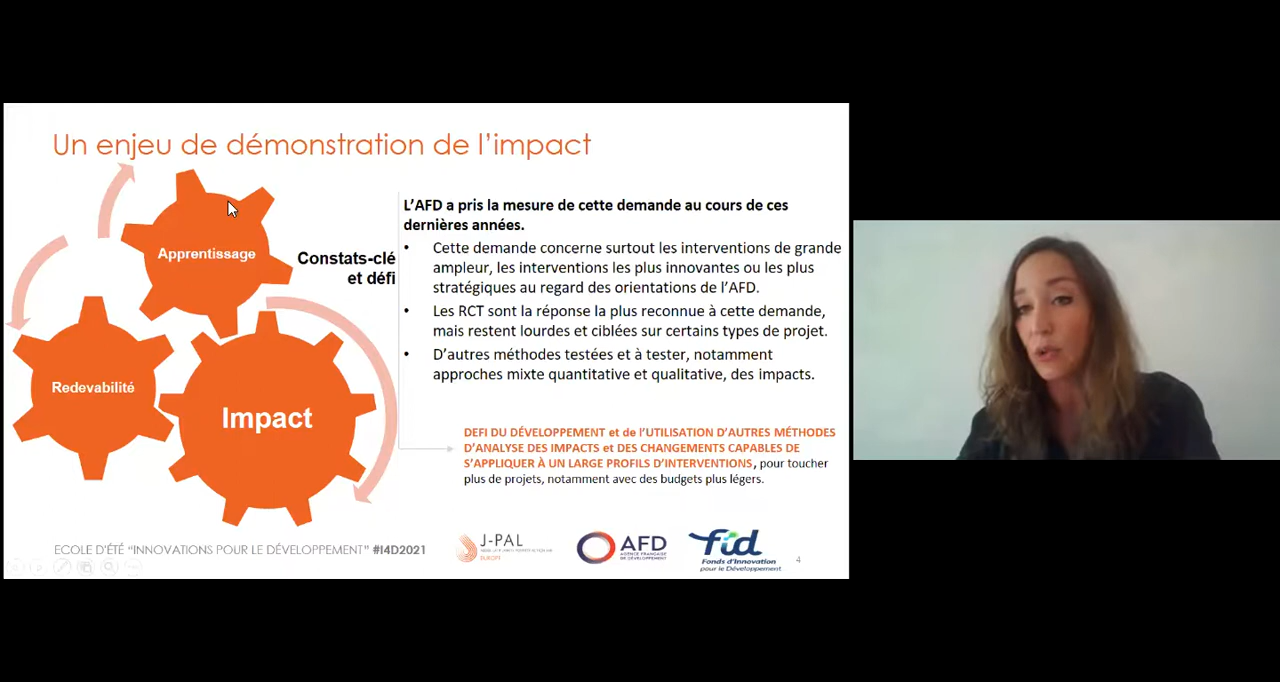 Un enjeu de démonstration de l'impact
Apprentissage
Redevabilité
Impact
Constats-clé
et défi
L'AFD a pris la mesure de cette demande au cours de ces
dernières années.
• Cette demande concerne surtout les interventions de grande
ampleur, les interventions les plus innovantes ou les plus
stratégiques au regard des orientations de l'AFD.
• Les RCT sont la réponse la plus reconnue à cette demande,
mais restent lourdes et ciblées sur certains types de projet.
• D'autres méthodes testées et à tester, notamment
approches mixte quantitative et qualitative, des impacts.
DEFI DU DÉVELOPPEMENT et de l'UTILISATION D'AUTRES MÉTHODES
D'ANALYSE DES IMPACTS et DES CHANGEMENTS CAPABLES DE
S'APPLIQUER À UN LARGE PROFILS D'INTERVENTIONS, pour toucher
plus de projets, notamment avec des budgets plus légers.
ECOLE D'ÉTÉ "INNOVATIONS POUR LE DÉVELOPPEMENT" #I4D2021
J-PAL
EUROPE
AFD
AGENCE FRANÇAISE
DE DÉVELOPPEMENT
fid
Fonds d'Innovation
pour le Développement
4